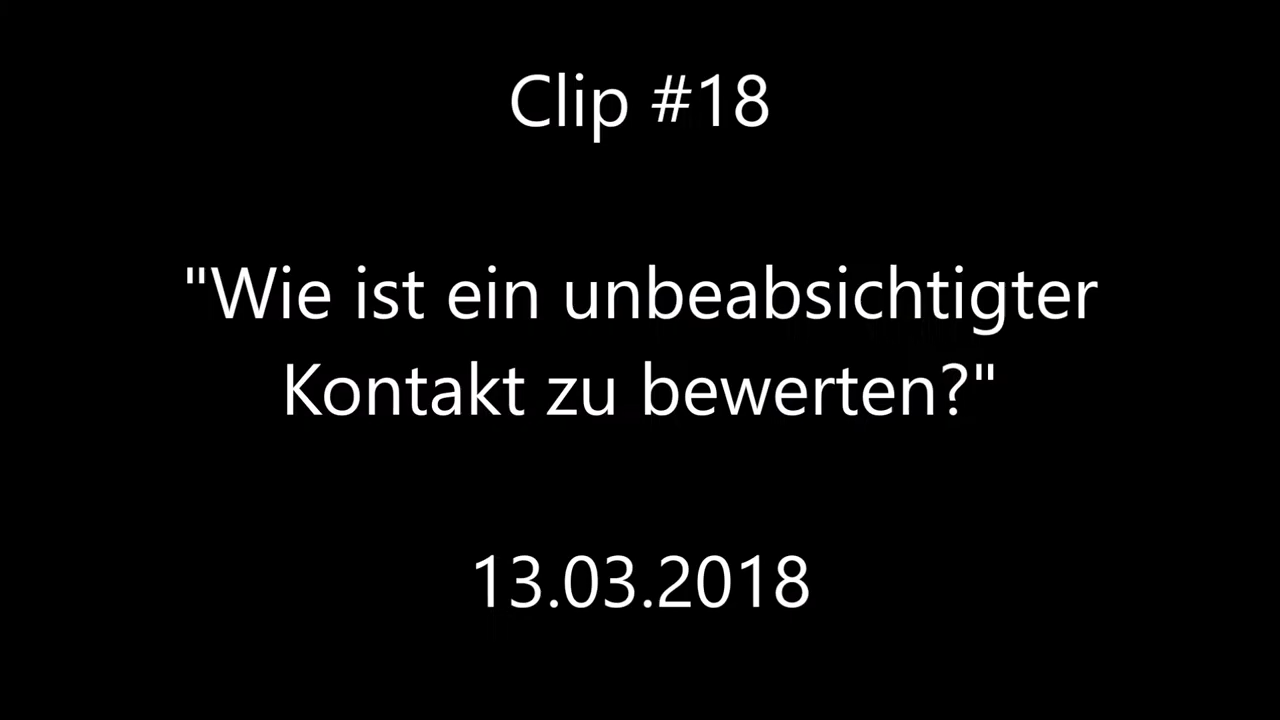 Clip #18
"Wie ist ein unbeabsichtigter
Kontakt zu bewerten?"
13.03.2018